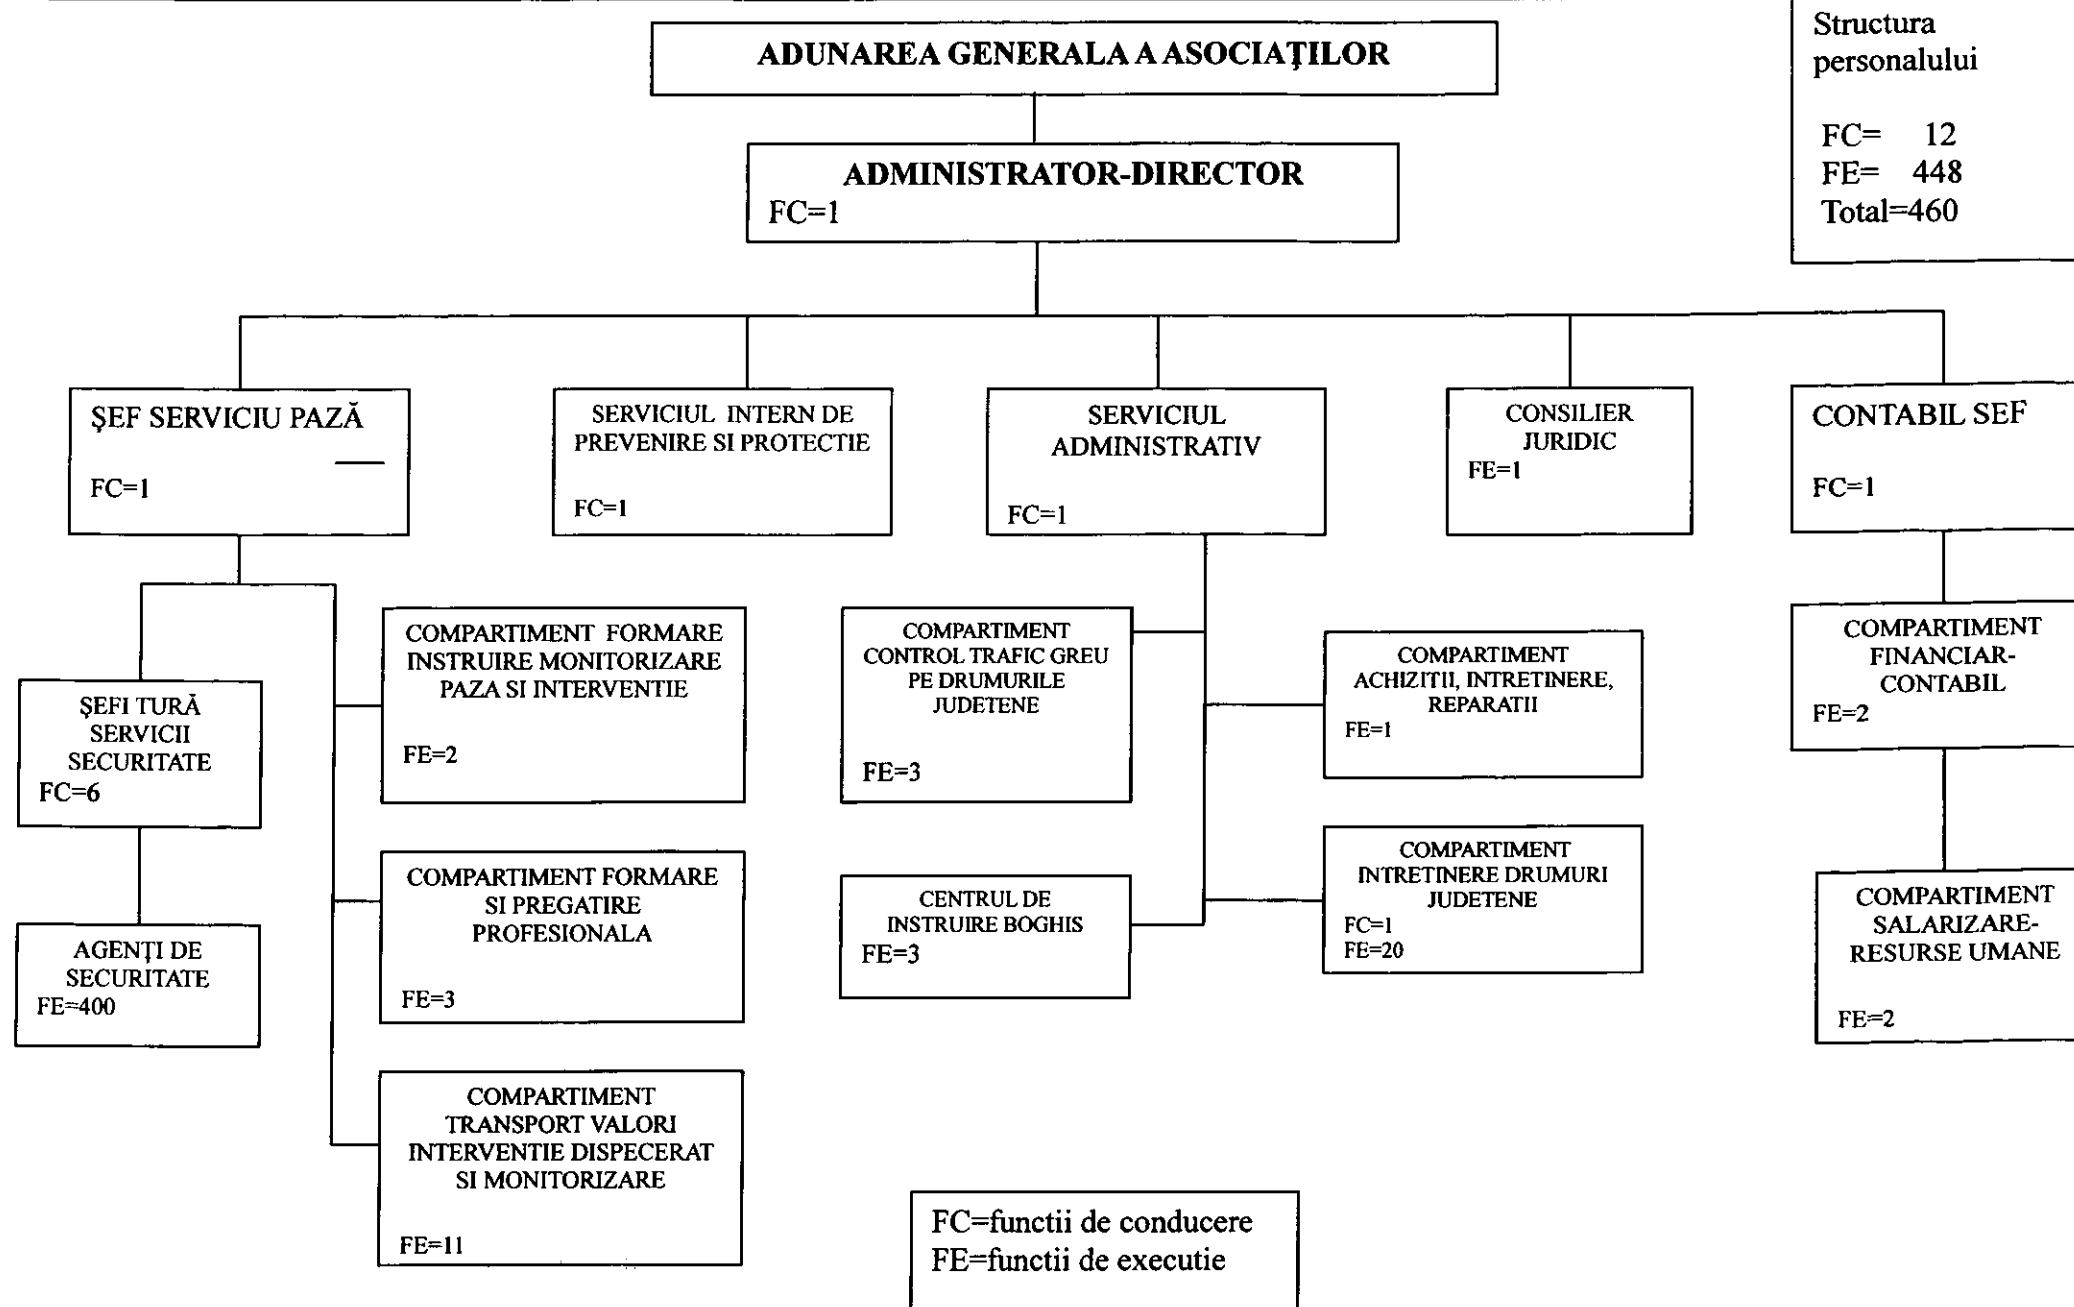 ADUNAREA GENERALA A ASOCIAŢILOR
Structura
personalului
FC= 12
FE= 448
Total=460
ADMINISTRATOR-DIRECTOR
FC=1
ŞEF SERVICIU PAZĂ
FC=1
SERVICIUL INTERN DE
PREVENIRE SI PROTECTIE
FC=1
SERVICIUL
ADMINISTRATIV
FC=1
CONSILIER
JURIDIC
FE=1
CONTABIL SEF
FC=1
ŞEFI TURĂ
SERVICII
SECURITATE
FC=6
AGENŢI DE
SECURITATE
FE=400
COMPARTIMENT FORMARE
INSTRUIRE MONITORIZARE
PAZA SI INTERVENTIE
FE=2
COMPARTIMENT FORMARE
SI PREGATIRE
PROFESIONALA
FE=3
COMPARTIMENT
TRANSPORT VALORI
INTERVENTIE DISPECERAT
SI MONITORIZARE
FE=11
COMPARTIMENT
CONTROL TRAFIC GREU
PE DRUMURILE
JUDETENE
FE=3
CENTRUL DE
INSTRUIRE BOGHIS
FE=3
COMPARTIMENT
ACHIZITII, INTRETINERE,
REPARATII
FE=1
COMPARTIMENT
INTRETINERE DRUMURI
JUDETENE
FC=1
FE=20
COMPARTIMENT
FINANCIAR-
CONTABIL
FE=2
COMPARTIMENT
SALARIZARE-
RESURSE UMANE
FE=2
FC=functii de conducere
FE=functii de executie